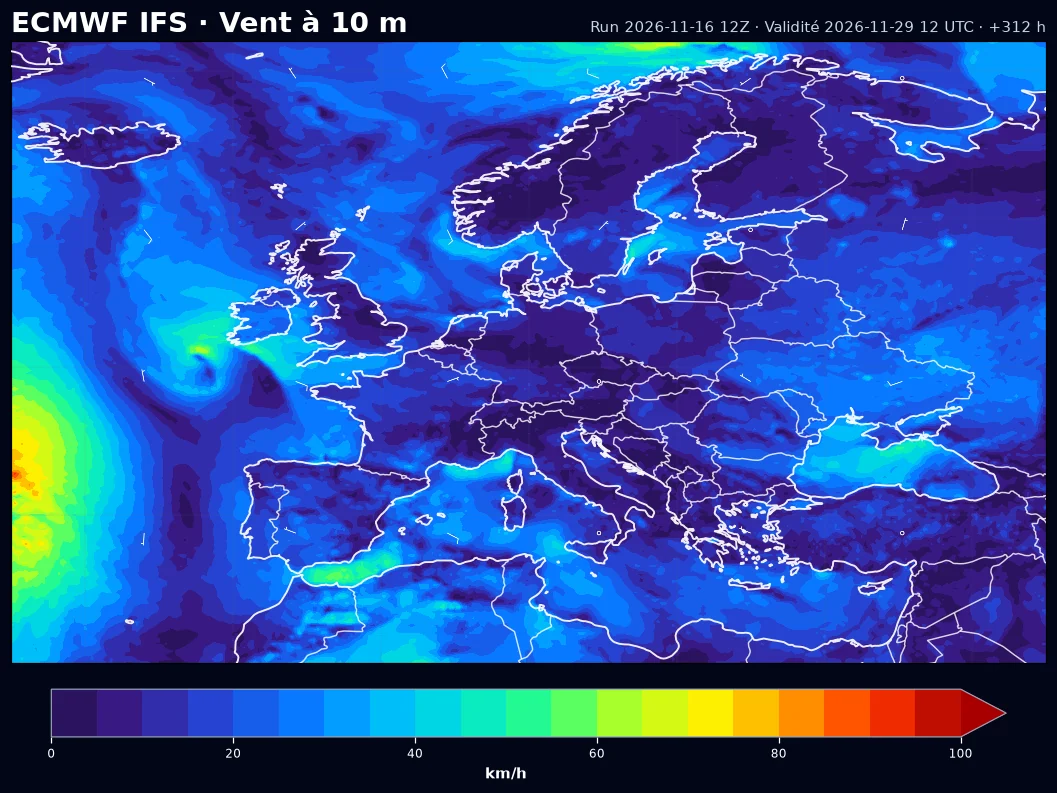 ECMWF IFS · Vent à 10 m
Run 2026-11-16 12Z · Validité 2026-11-29 12 UTC · +312 h
0 20 40 60 80 100
km/h